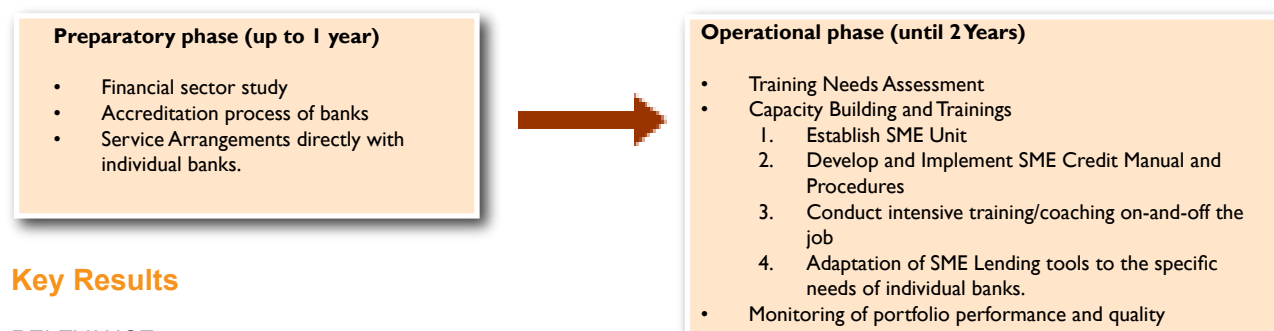 Preparatory phase (up to 1 year)
• Financial sector study
• Accreditation process of banks
• Service Arrangements directly with
individual banks.
Operational phase (until 2 Years)
• Training Needs Assessment
• Capacity Building and Trainings
1. Establish SME Unit
2. Develop and Implement SME Credit Manual and
Procedures
3. Conduct intensive training/coaching on-and-off the
job
4. Adaptation of SME Lending tools to the specific
needs of individual banks.
• Monitoring of portfolio performance and quality
Key Results
RELEVANCE